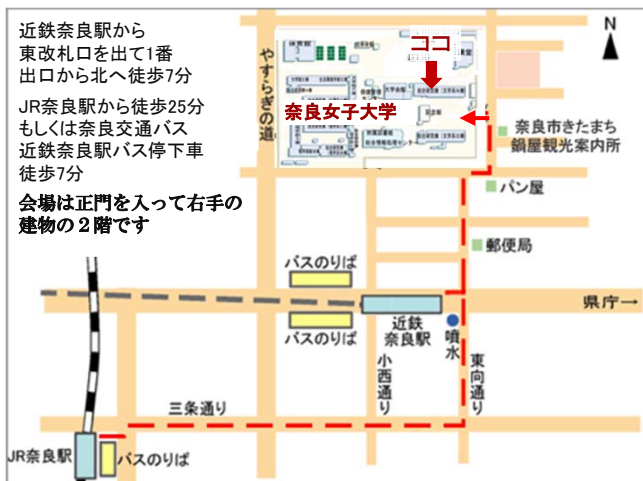 近鉄奈良駅から
東改札口を出て1番
出口から北へ徒歩7分
JR奈良駅から徒歩25分
もしくは奈良交通バス
近鉄奈良駅バス停下車
徒歩7分
会場は正門を入って右手の
建物の2階です
やすらぎの道
ココ
奈良女子大学
N
奈良市きたまち
鍋屋観光案内所
パン屋
郵便局
バスのりば
県庁→
近鉄
奈良駅
噴水
バスのりば
小西通り
東向通り
三条通り
JR奈良駅
バスのりば